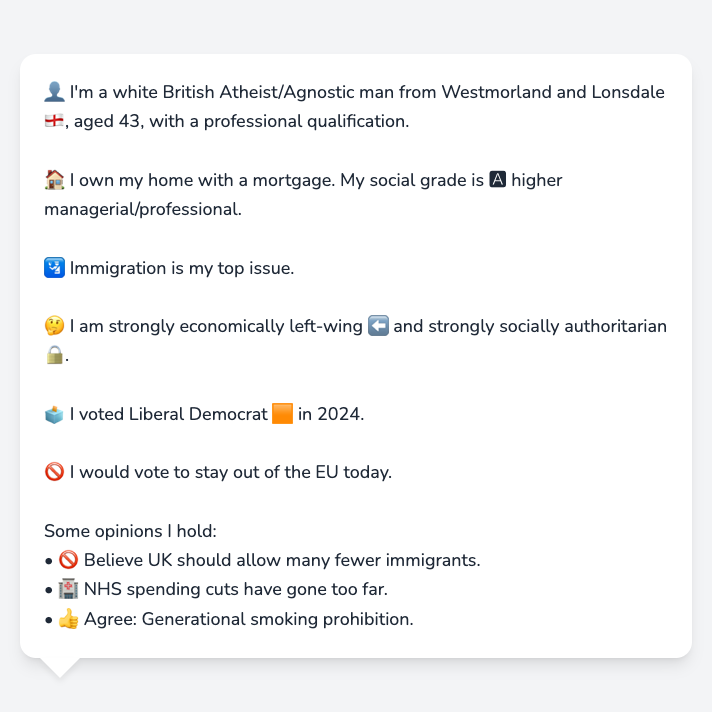 👤 I'm a white British Atheist/Agnostic man from Westmorland and Lonsdale
🏴󠁧󠁢󠁥󠁮󠁧󠁿, aged 43, with a professional qualification.
🏠 I own my home with a mortgage. My social grade is 🅰 higher
managerial/professional.
🛂 Immigration is my top issue.
🤔 I am strongly economically left-wing ⬅️ and strongly socially authoritarian
🔒.
🗳️ I voted Liberal Democrat 🟧 in 2024.
🚫 I would vote to stay out of the EU today.
Some opinions I hold:
• 🚫 Believe UK should allow many fewer immigrants.
• 🏥 NHS spending cuts have gone too far.
• 👍 Agree: Generational smoking prohibition.